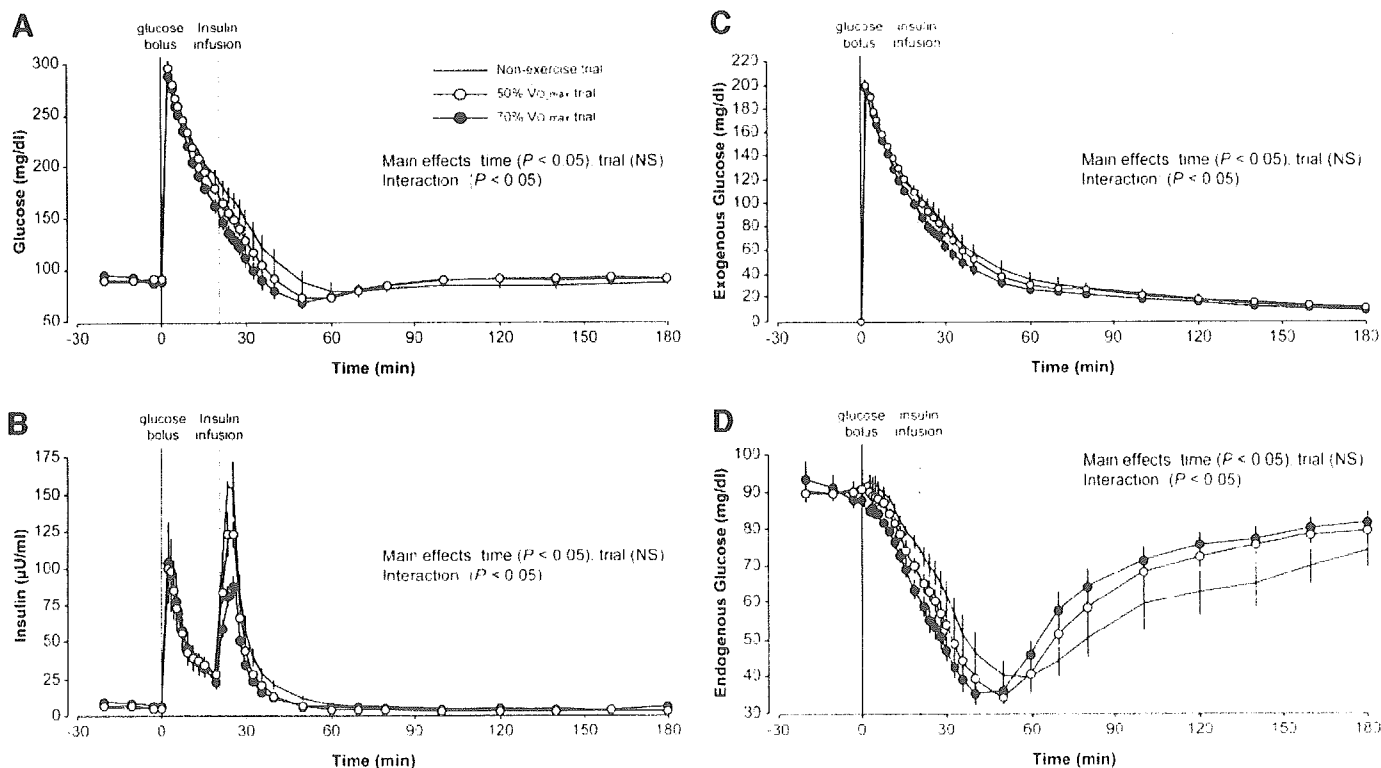 A
glucose bolus
Insulin infusion
Glucose (mg/dl)
300
250
200
150
100
50
-30
0
30
60
90
120
150
180
Time (min)
Non-exercise trial
50% VO2max trial
70% VO2max trial
Main effects time (P < 0 05), trial (NS)
Interaction (P < 0 05)
B
glucose bolus
Insulin infusion
Insulin (µU/ml)
175
150
125
100
75
50
25
0
-30
0
30
60
90
120
150
180
Time (min)
Main effects time (P < 0 05), trial (NS)
Interaction (P < 0 05)
C
glucose bolus
insulin infusion
Exogenous Glucose (mg/dl)
220
200
180
160
140
120
100
80
60
40
20
0
-30
0
30
60
90
120
150
180
Time (min)
Main effects time (P < 0 05), trial (NS)
Interaction (P < 0 05)
D
glucose bolus
insulin infusion
Endogenous Glucose (mg/dl)
100
90
80
70
60
50
40
30
-30
0
30
60
90
120
150
180
Time (min)
Main effects time (P < 0 05), trial (NS)
Interaction (P < 0 05)